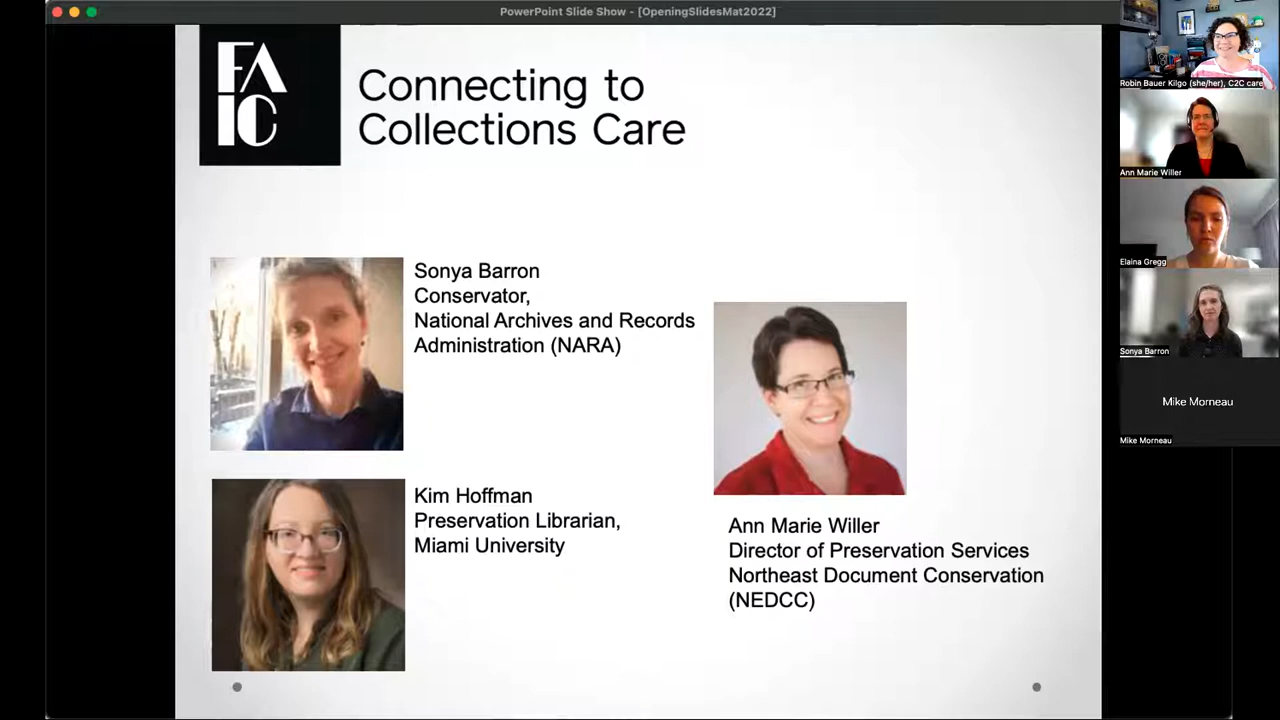 PowerPoint Slide Show - [OpeningSlidesMat2022]
FA
IC
Connecting to
Collections Care
Sonya Barron
Conservator,
National Archives and Records
Administration (NARA)
Kim Hoffman
Preservation Librarian,
Miami University
Ann Marie Willer
Director of Preservation Services
Northeast Document Conservation
(NEDCC)
Robin Bauer Kilgo (she/her), C2C care
Ann Marie Willer
Elaina Gregg
Sonya Barron
Mike Morneau
Mike Morneau